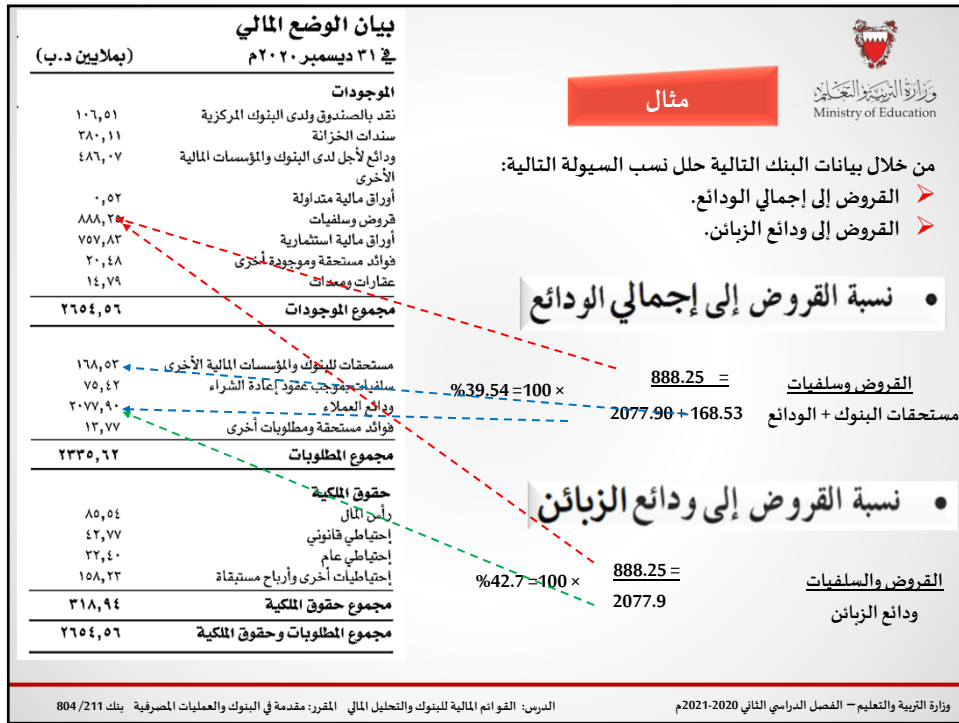 وزارة التربية والتعليم
Ministry of Education
مثال
من خلال بيانات البنك التالية حلل نسب السيولة التالية:
القروض إلى إجمالي الودائع.
القروض إلى ودائع الزبائن.
• نسبة القروض إلى إجمالي الودائع
القروض وسلفيات = 888.25 × 100= 39.54%
مستحقات البنوك + الودائع 168.53 + 2077.90
• نسبة القروض إلى ودائع الزبائن
القروض والسلفيات = 888.25 × 100= 42.7%
ودائع الزبائن 2077.9
بيان الوضع المالي
في ٣١ ديسمبر ٢٠٢٠م (بملايين د.ب)
الموجودات
نقد بالصندوق ولدى البنوك المركزية ١٠٦,٥١
سندات الخزانة ٣٨٠,١١
ودائع لأجل لدى البنوك والمؤسسات المالية ٤٨٦,٠٧
الأخرى
أوراق مالية متداولة ٠,٥٢
قروض وسلفيات ٨٨٨,٢٥
أوراق مالية استثمارية ٧٥٧,٨٣
فوائد مستحقة وموجودة أخرى ٢٠,٤٨
عقارات ومعدات ١٤,٧٩
مجموع الموجودات ٢٦٥٤,٥٦
مستحقات للبنوك والمؤسسات المالية الأخرى ١٦٨,٥٣
سلفيات بموجب عقود إعادة الشراء ٧٥,٤٢
ودائع العملاء ٢٠٧٧,٩٠
فوائد مستحقة ومطلوبات أخرى ١٣,٧٧
مجموع المطلوبات ٢٣٣٥,٦٢
حقوق الملكية
رأس المال ٨٥,٥٤
إحتياطي قانوني ٤٢,٧٧
إحتياطي عام ٣٢,٤٠
إحتياطيات أخرى وأرباح مستبقاة ١٥٨,٢٣
مجموع حقوق الملكية ٣١٨,٩٤
مجموع المطلوبات وحقوق الملكية ٢٦٥٤,٥٦
وزارة التربية والتعليم – الفصل الدراسي الثاني 2020-2021م الدرس: القوائم المالية للبنوك والتحليل المالي المقرر: مقدمة في البنوك والعمليات المصرفية بنك 211/ 804